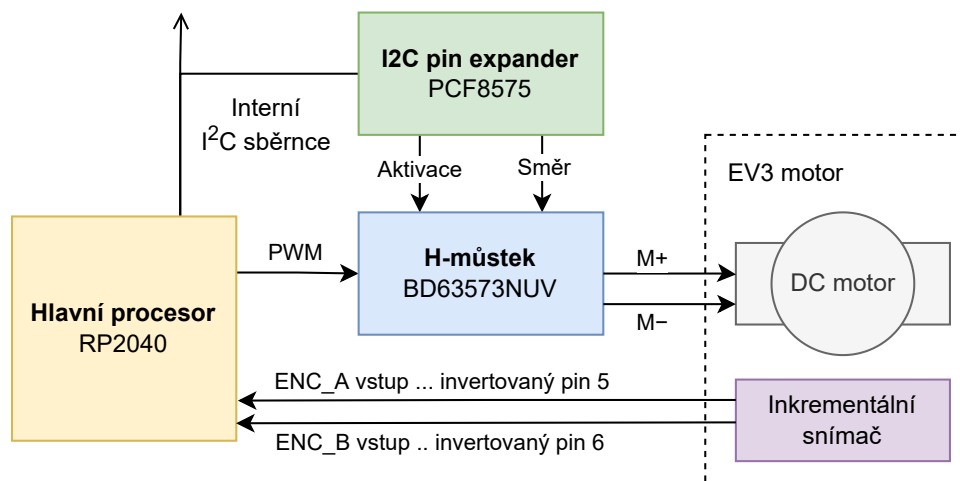 I2C pin expander
PCF8575
Interní
I²C sběrnce
Aktivace
Směr
EV3 motor
Hlavní procesor
RP2040
PWM
H-můstek
BD63573NUV
M+
M−
DC motor
ENC_A vstup ... invertovaný pin 5
ENC_B vstup .. invertovaný pin 6
Inkrementální
snímač